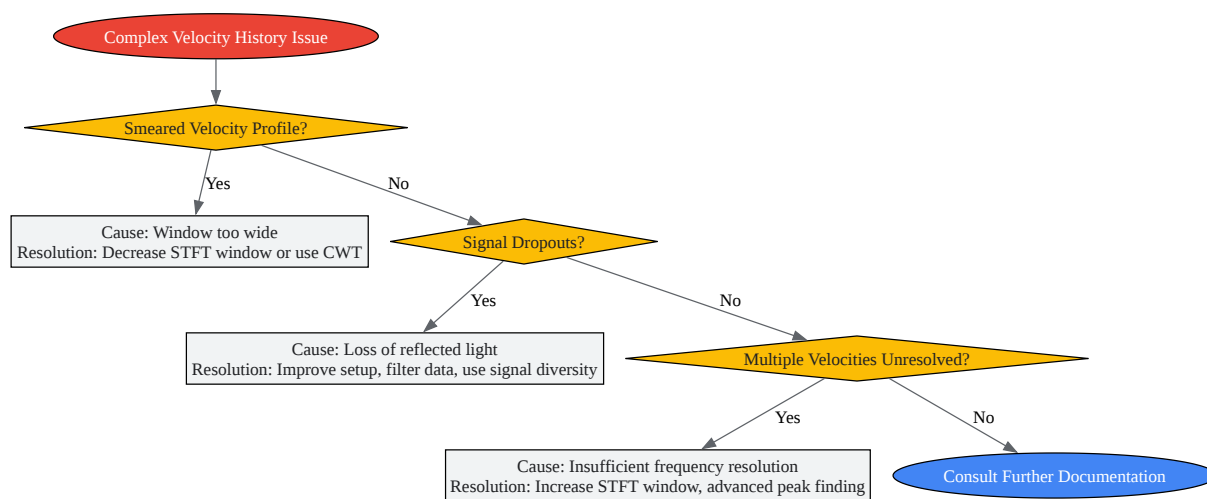 Complex Velocity History Issue
Smeared Velocity Profile?
Yes
No
Cause: Window too wide
Resolution: Decrease STFT window or use CWT
Signal Dropouts?
Yes
No
Cause: Loss of reflected light
Resolution: Improve setup, filter data, use signal diversity
Multiple Velocities Unresolved?
Yes
No
Cause: Insufficient frequency resolution
Resolution: Increase STFT window, advanced peak finding
Consult Further Documentation